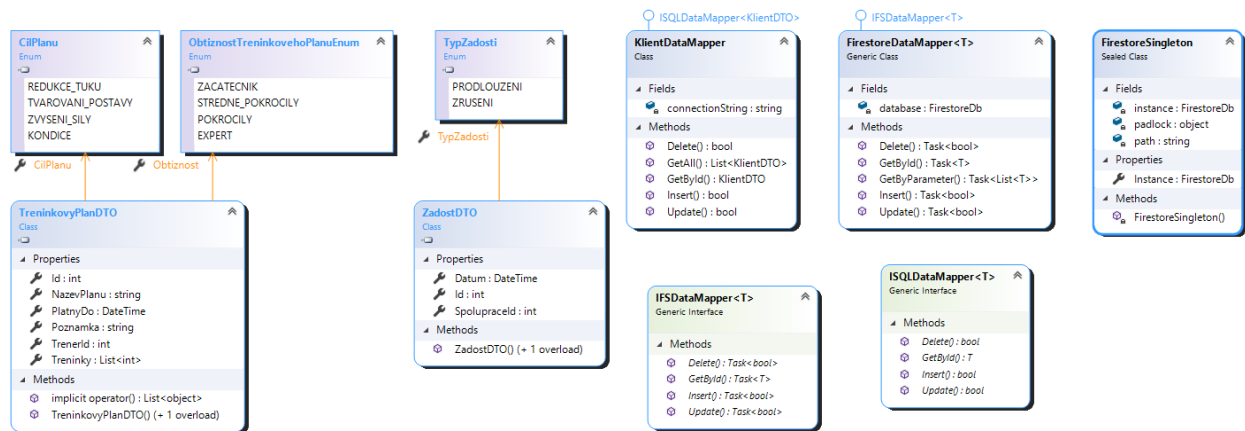 CilPlanu
Enum
REDUKCE_TUKU
TVAROVANI_POSTAVY
ZVYSENI_SILY
KONDICE
ObtiznostTreninkovehoPlanuEnum
Enum
ZACATECNIK
STREDNE_POKROCILY
POKROCILY
EXPERT
TypZadosti
Enum
PRODLOUZENI
ZRUSENI
CilPlanu
Obtiznost
TypZadosti
TreninkovyPlanDTO
Class
Properties
Id : int
NazevPlanu : string
PlatnyDo : DateTime
Poznamka : string
TrenerId : int
Treninky : List<int>
Methods
implicit operator() : List<object>
TreninkovyPlanDTO() (+ 1 overload)
ZadostDTO
Class
Properties
Datum : DateTime
Id : int
SpolupraceId : int
Methods
ZadostDTO() (+ 1 overload)
ISQLDataMapper<KlientDTO>
KlientDataMapper
Class
Fields
connectionString : string
Methods
Delete() : bool
GetAll() : List<KlientDTO>
GetById() : KlientDTO
Insert() : bool
Update() : bool
IFSDataMapper<T>
FirestoreDataMapper<T>
Generic Class
Fields
database : FirestoreDb
Methods
Delete() : Task<bool>
GetById() : Task<T>
GetByParameter() : Task<List<T>>
Insert() : Task<bool>
Update() : Task<bool>
FirestoreSingleton
Sealed Class
Fields
instance : FirestoreDb
padlock : object
path : string
Properties
Instance : FirestoreDb
Methods
FirestoreSingleton()
IFSDataMapper<T>
Generic Interface
Methods
Delete() : Task<bool>
GetById() : Task<T>
Insert() : Task<bool>
Update() : Task<bool>
ISQLDataMapper<T>
Generic Interface
Methods
Delete() : bool
GetById() : T
Insert() : bool
Update() : bool